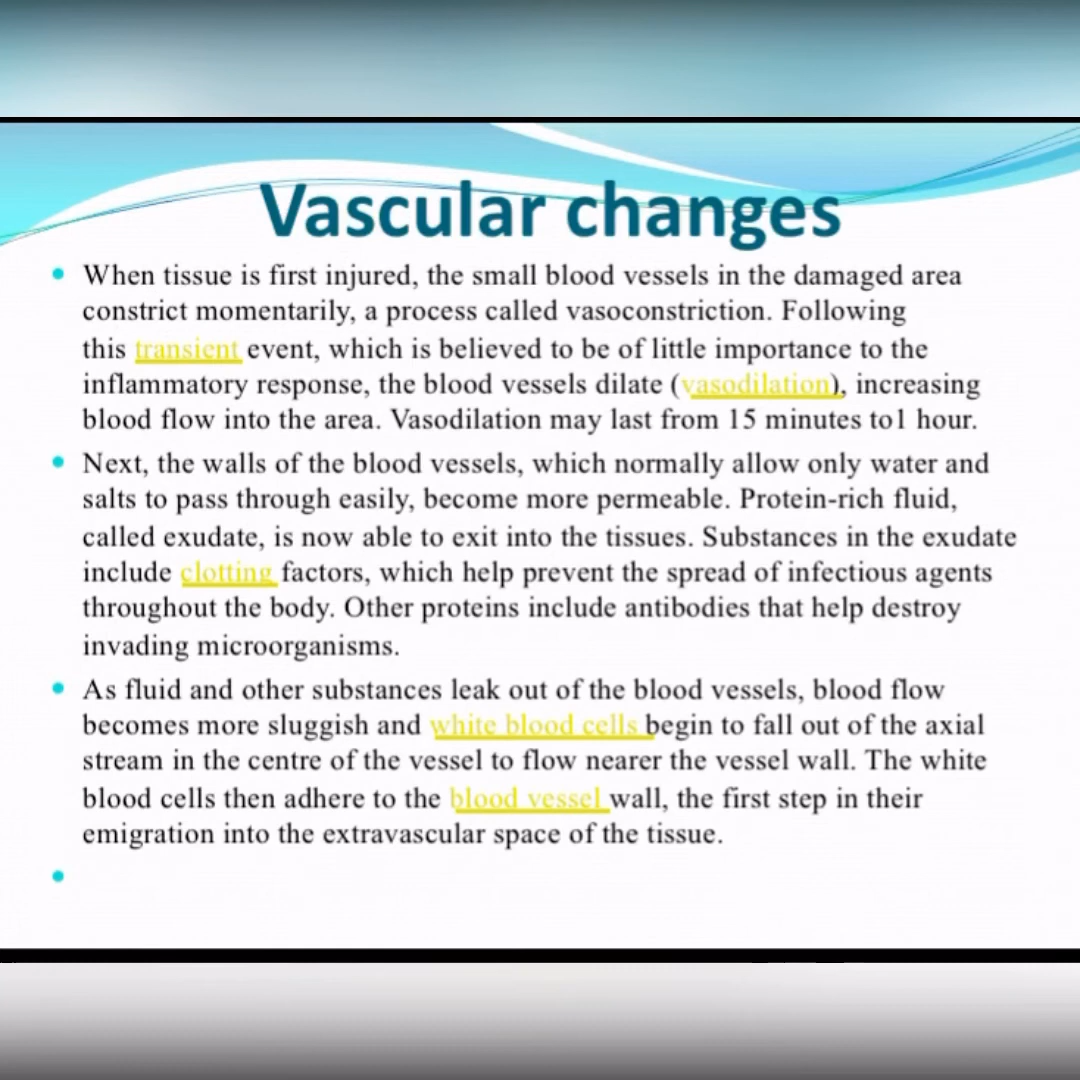 Vascular changes
When tissue is first injured, the small blood vessels in the damaged area
constrict momentarily, a process called vasoconstriction. Following
this transient event, which is believed to be of little importance to the
inflammatory response, the blood vessels dilate (vasodilation), increasing
blood flow into the area. Vasodilation may last from 15 minutes to1 hour.
Next, the walls of the blood vessels, which normally allow only water and
salts to pass through easily, become more permeable. Protein-rich fluid,
called exudate, is now able to exit into the tissues. Substances in the exudate
include clotting factors, which help prevent the spread of infectious agents
throughout the body. Other proteins include antibodies that help destroy
invading microorganisms.
As fluid and other substances leak out of the blood vessels, blood flow
becomes more sluggish and white blood cells begin to fall out of the axial
stream in the centre of the vessel to flow nearer the vessel wall. The white
blood cells then adhere to the blood vessel wall, the first step in their
emigration into the extravascular space of the tissue.